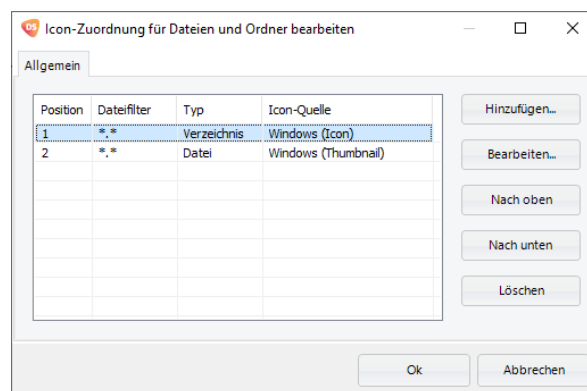 DS Icon-Zuordnung für Dateien und Ordner bearbeiten
Allgemein
Position Dateifilter Typ Icon-Quelle
1 *.* Verzeichnis Windows (Icon)
2 *.* Datei Windows (Thumbnail)
Hinzufügen...
Bearbeiten...
Nach oben
Nach unten
Löschen
Ok Abbrechen